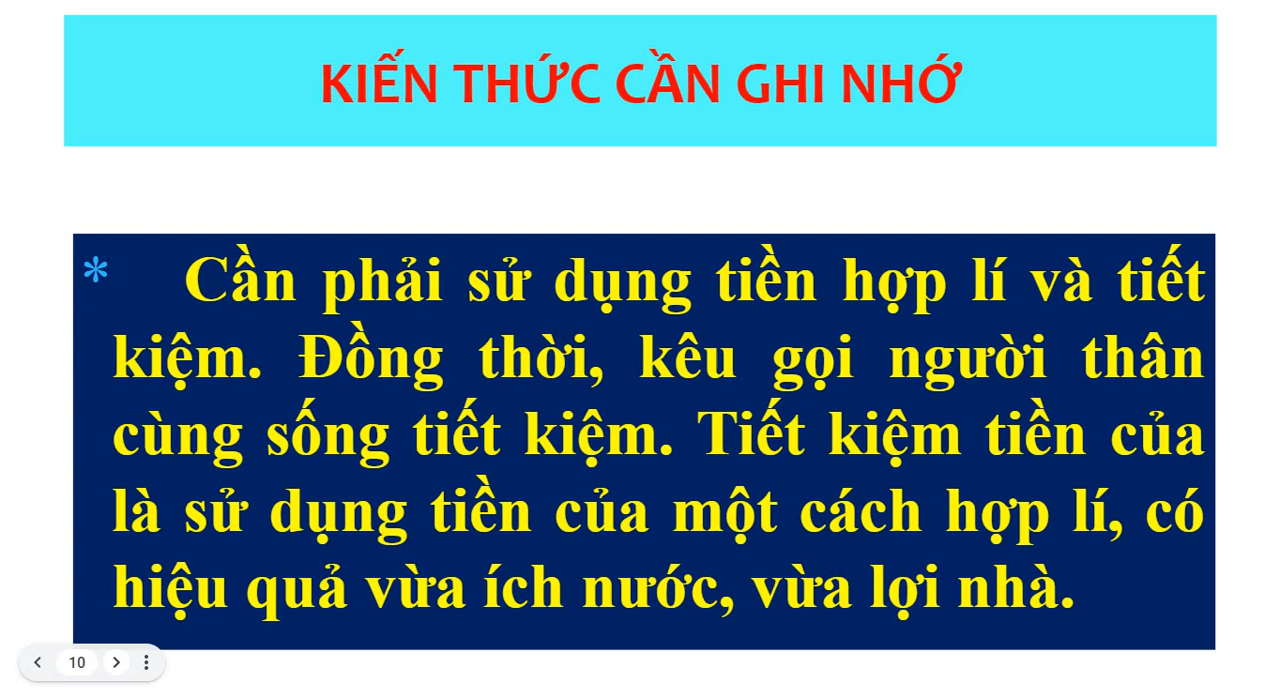 KIẾN THỨC CẦN GHI NHỚ
* Cần phải sử dụng tiền hợp lí và tiết
kiệm. Đồng thời, kêu gọi người thân
cùng sống tiết kiệm. Tiết kiệm tiền của
là sử dụng tiền của một cách hợp lí, có
hiệu quả vừa ích nước, vừa lợi nhà.
10